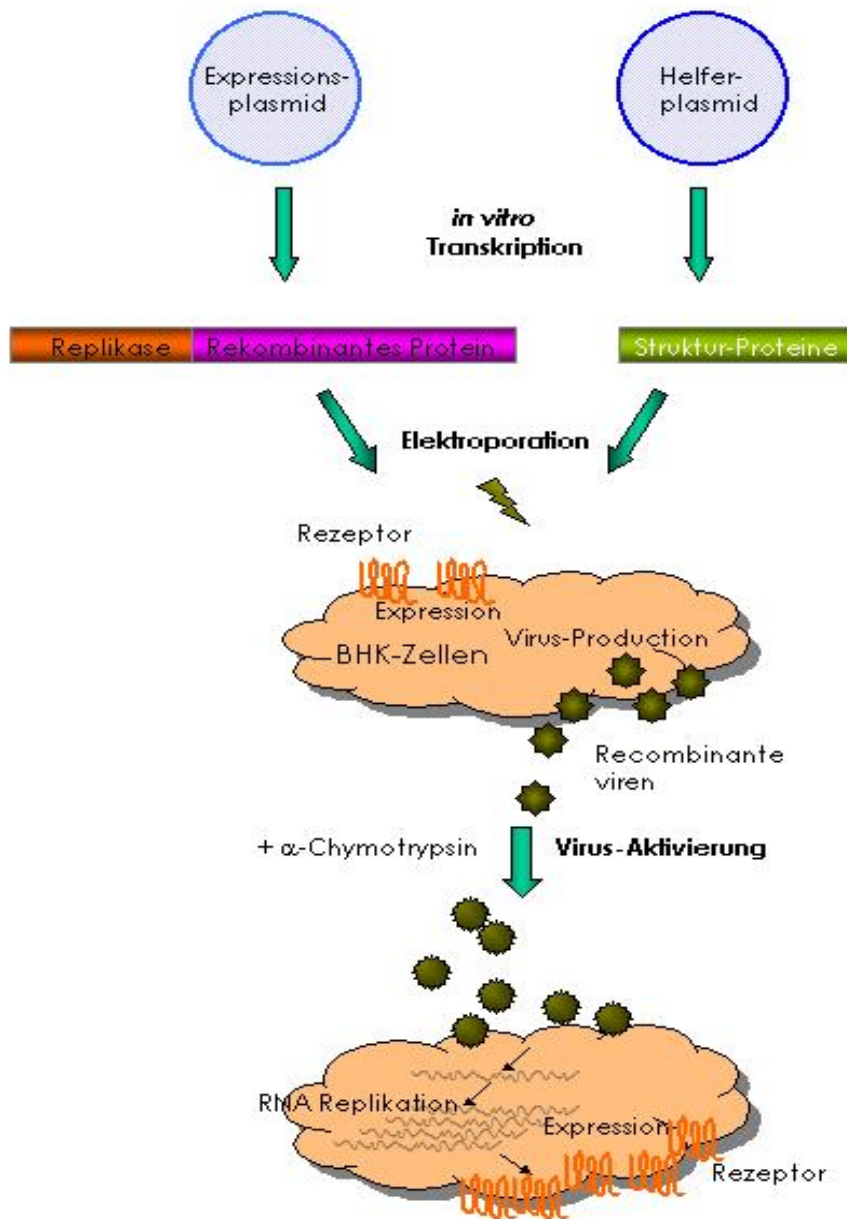 Expressions-
plasmid
Helfer-
plasmid
in vitro
Transkription
Replikase
Rekombinantes Protein
Struktur-Proteine
Elektroporation
Rezeptor
Expression
Virus-Production
BHK-Zellen
Recombinante
viren
+ α-Chymotrypsin
Virus-Aktivierung
RNA Replikation
Expression
Rezeptor